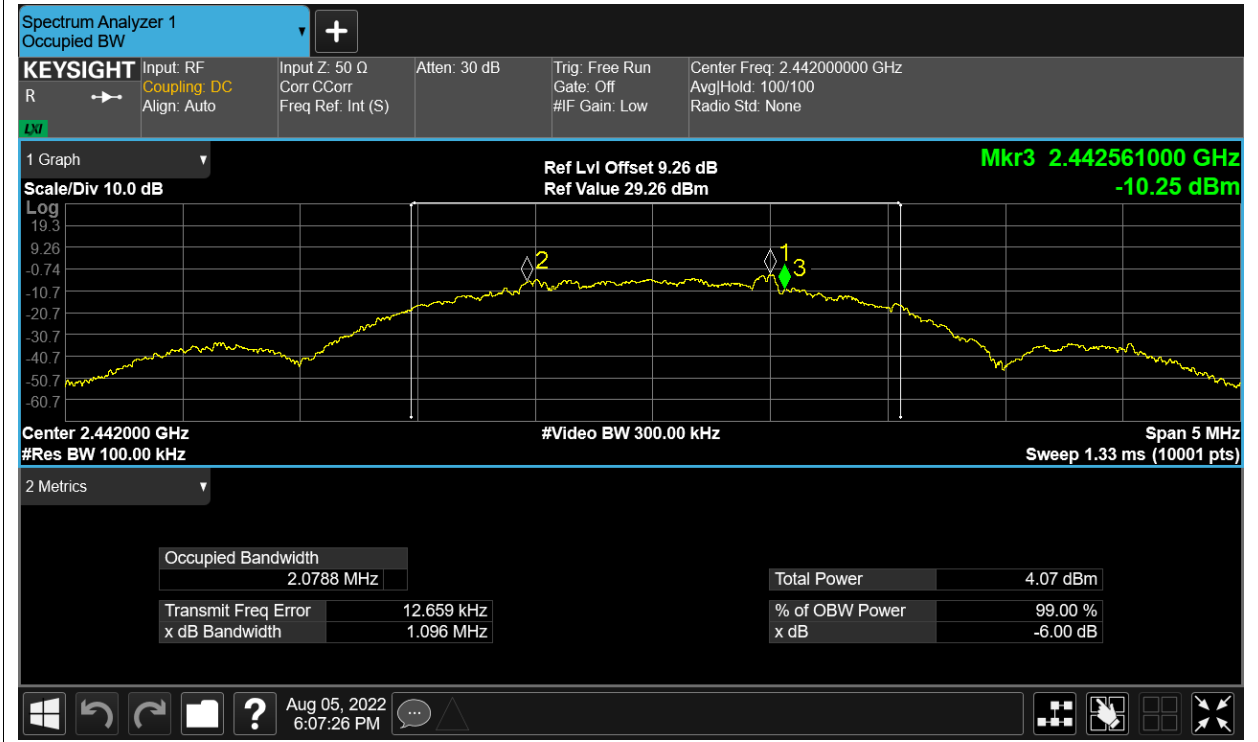 Spectrum Analyzer 1
Occupied BW
KEYSIGHT
R
LXI
Input: RF
Coupling: DC
Align: Auto
Input Z: 50 Ω
Corr CCorr
Freq Ref: Int (S)
Atten: 30 dB
Trig: Free Run
Gate: Off
#IF Gain: Low
Center Freq: 2.442000000 GHz
Avg|Hold: 100/100
Radio Std: None
1 Graph
Scale/Div 10.0 dB
Ref Lvl Offset 9.26 dB
Ref Value 29.26 dBm
Mkr3 2.442561000 GHz
-10.25 dBm
Log
19.3
9.26
-0.74
-10.7
-20.7
-30.7
-40.7
-50.7
-60.7
2
1
3
Center 2.442000 GHz
#Video BW 300.00 kHz
Span 5 MHz
#Res BW 100.00 kHz
Sweep 1.33 ms (10001 pts)
2 Metrics
Occupied Bandwidth
2.0788 MHz
Transmit Freq Error 12.659 kHz
x dB Bandwidth 1.096 MHz
Total Power 4.07 dBm
% of OBW Power 99.00 %
x dB -6.00 dB
?
Aug 05, 2022
6:07:26 PM